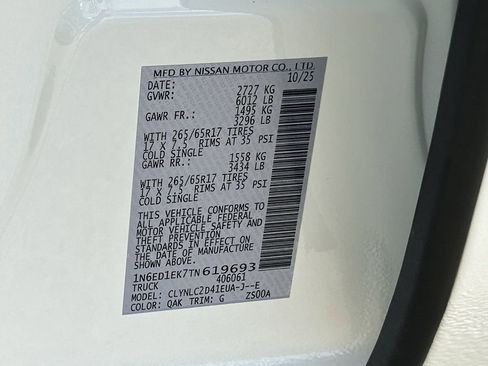 MFD BY NISSAN MOTOR CO., LTD.
DATE: 10/25
GVWR: 2727 KG
6012 LB
GAWR FR.: 1495 KG
3296 LB
WITH 265/65R17 TIRES
17 X 7.5 RIMS AT 35 PSI
COLD SINGLE
GAWR RR.: 1558 KG
3434 LB
WITH 265/65R17 TIRES
17 X 7.5 RIMS AT 35 PSI
COLD SINGLE
THIS VEHICLE CONFORMS TO
ALL APPLICABLE FEDERAL
MOTOR VEHICLE SAFETY AND
THEFT PREVENTION
STANDARDS IN EFFECT ON
THE DATE OF MANUFACTURE
SHOWN ABOVE.
1N6ED1EK7TN619693
TRUCK 406061
MODEL: CLYNLC2D41EUA-J--E
COLOR: QAK TRIM: G ZS00A